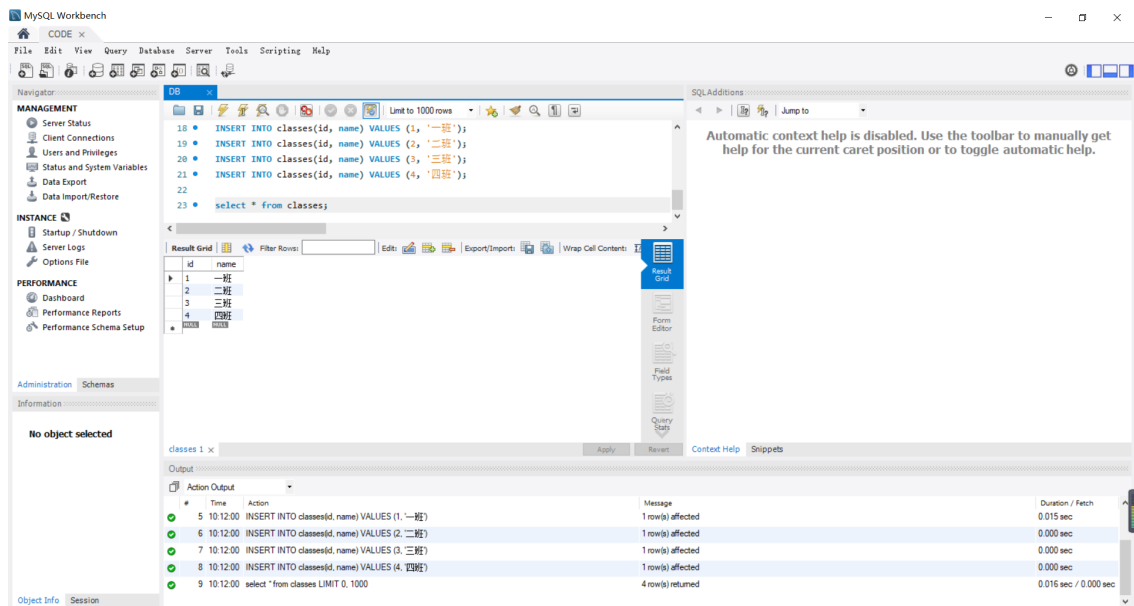 MySQL Workbench
CODE
File Edit View Query Database Server Tools Scripting Help
Navigator
MANAGEMENT
Server Status
Client Connections
Users and Privileges
Status and System Variables
Data Export
Data Import/Restore
INSTANCE
Startup / Shutdown
Server Logs
Options File
PERFORMANCE
Dashboard
Performance Reports
Performance Schema Setup
Administration Schemas
Information
No object selected
Object Info Session
DB
Limit to 1000 rows
18 INSERT INTO classes(id, name) VALUES (1, '一班');
19 INSERT INTO classes(id, name) VALUES (2, '二班');
20 INSERT INTO classes(id, name) VALUES (3, '三班');
21 INSERT INTO classes(id, name) VALUES (4, '四班');
22
23 select * from classes;
Result Grid Filter Rows: Edit: Export/Import: Wrap Cell Content:
id name
1 一班
2 二班
3 三班
4 四班
NULL NULL
Result
Grid
Form
Editor
Field
Types
Query
Stats
classes 1 Apply Revert
SQLAdditions
Jump to
Automatic context help is disabled. Use the toolbar to manually get
help for the current caret position or to toggle automatic help.
Context Help Snippets
Output
Action Output
# Time Action Message Duration / Fetch
5 10:12:00 INSERT INTO classes(id, name) VALUES (1, '一班') 1 row(s) affected 0.015 sec
6 10:12:00 INSERT INTO classes(id, name) VALUES (2, '二班') 1 row(s) affected 0.000 sec
7 10:12:00 INSERT INTO classes(id, name) VALUES (3, '三班') 1 row(s) affected 0.000 sec
8 10:12:00 INSERT INTO classes(id, name) VALUES (4, '四班') 1 row(s) affected 0.000 sec
9 10:12:00 select * from classes LIMIT 0, 1000 4 row(s) returned 0.016 sec / 0.000 sec